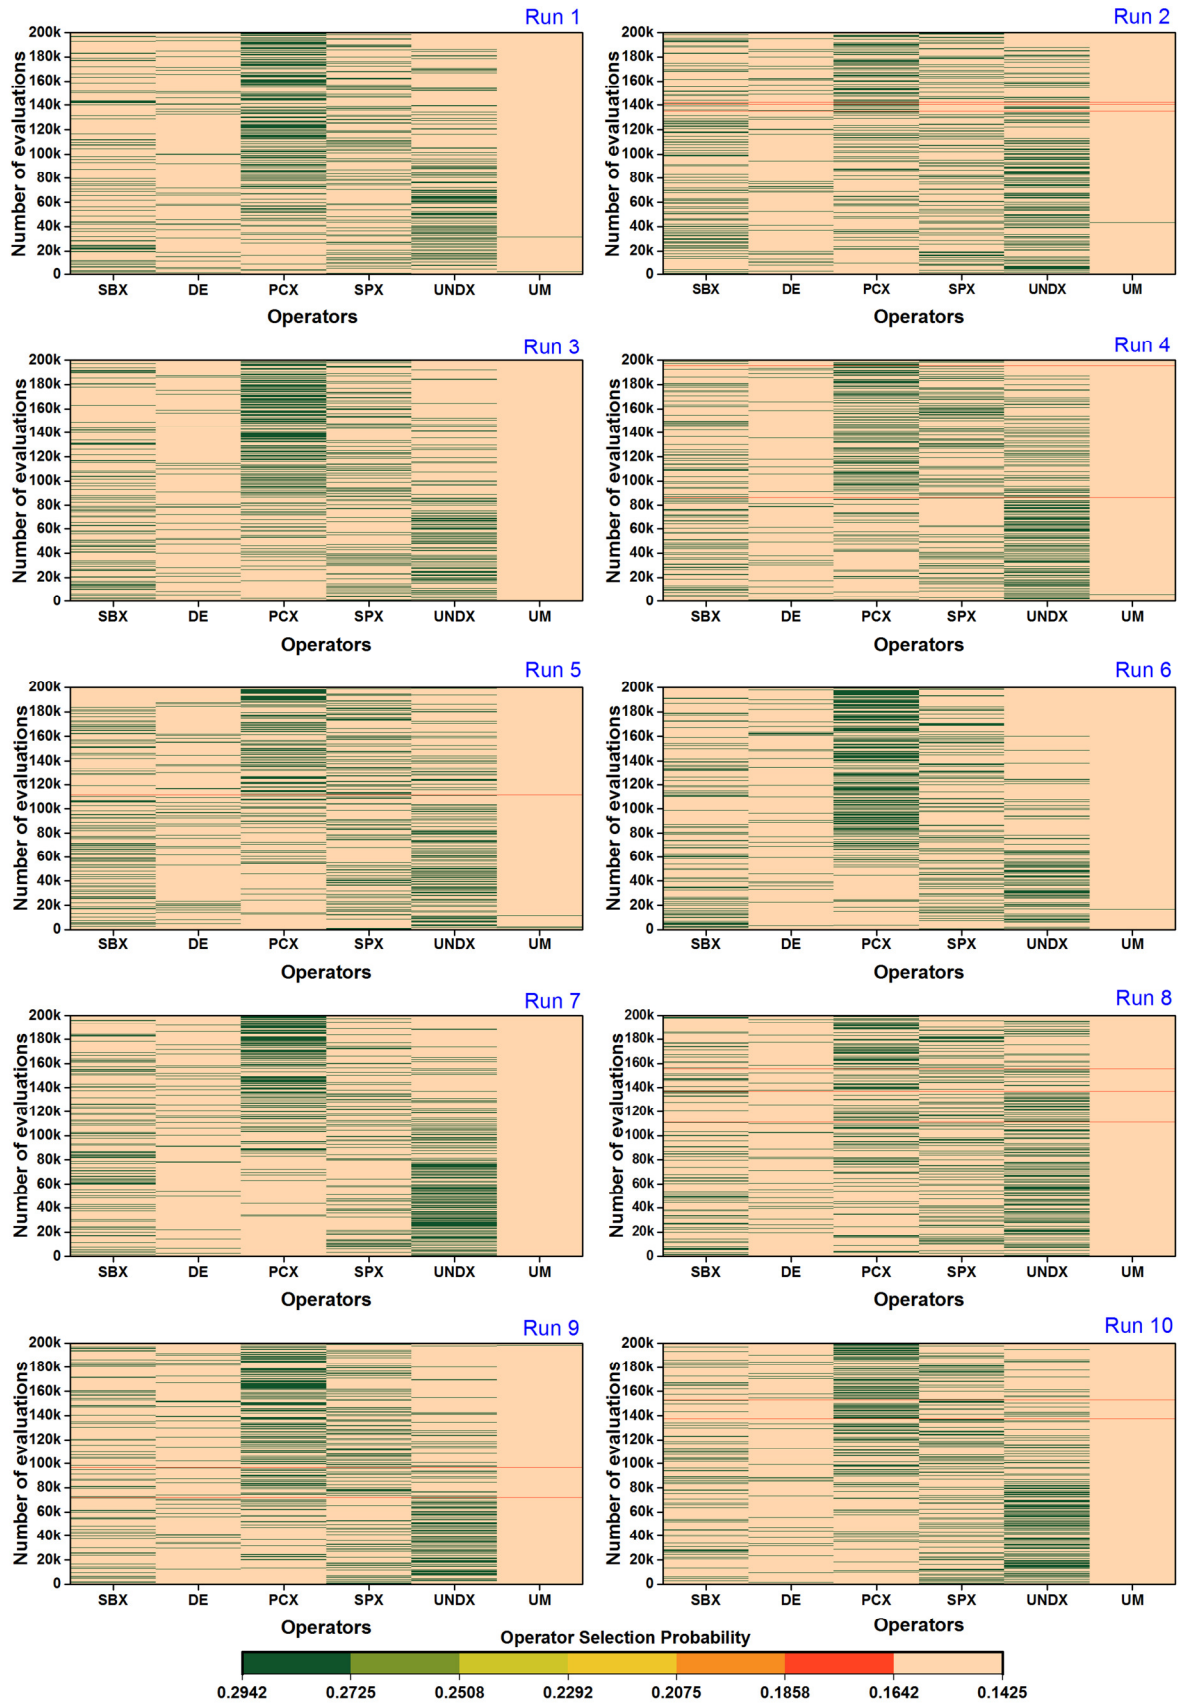 Run 1
Number of evaluations
200k
180k
160k
140k
120k
100k
80k
60k
40k
20k
0
SBX DE PCX SPX UNDX UM
Operators
Run 2
Number of evaluations
200k
180k
160k
140k
120k
100k
80k
60k
40k
20k
0
SBX DE PCX SPX UNDX UM
Operators
Run 3
Number of evaluations
200k
180k
160k
140k
120k
100k
80k
60k
40k
20k
0
SBX DE PCX SPX UNDX UM
Operators
Run 4
Number of evaluations
200k
180k
160k
140k
120k
100k
80k
60k
40k
20k
0
SBX DE PCX SPX UNDX UM
Operators
Run 5
Number of evaluations
200k
180k
160k
140k
120k
100k
80k
60k
40k
20k
0
SBX DE PCX SPX UNDX UM
Operators
Run 6
Number of evaluations
200k
180k
160k
140k
120k
100k
80k
60k
40k
20k
0
SBX DE PCX SPX UNDX UM
Operators
Run 7
Number of evaluations
200k
180k
160k
140k
120k
100k
80k
60k
40k
20k
0
SBX DE PCX SPX UNDX UM
Operators
Run 8
Number of evaluations
200k
180k
160k
140k
120k
100k
80k
60k
40k
20k
0
SBX DE PCX SPX UNDX UM
Operators
Run 9
Number of evaluations
200k
180k
160k
140k
120k
100k
80k
60k
40k
20k
0
SBX DE PCX SPX UNDX UM
Operators
Run 10
Number of evaluations
200k
180k
160k
140k
120k
100k
80k
60k
40k
20k
0
SBX DE PCX SPX UNDX UM
Operators
Operator Selection Probability
0.2942 0.2725 0.2508 0.2292 0.2075 0.1858 0.1642 0.1425